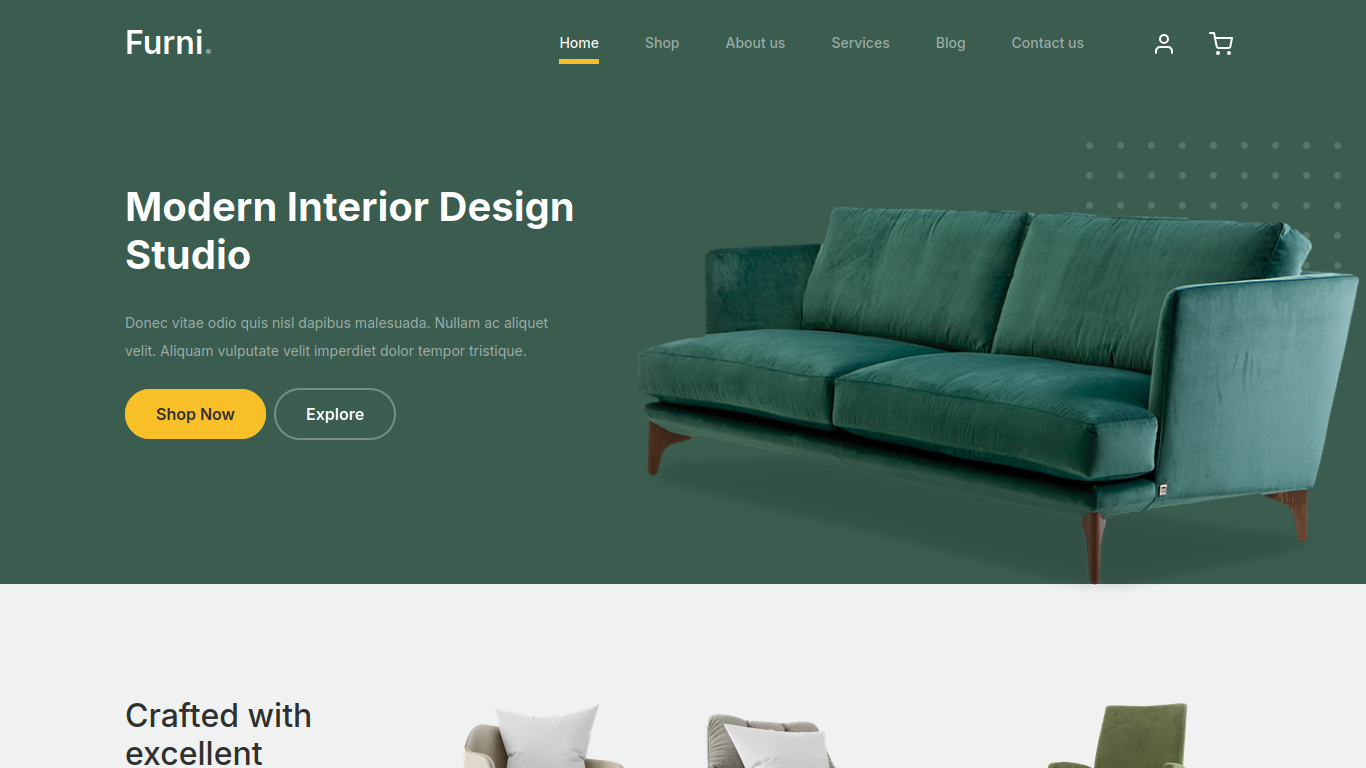 Furni.
Home Shop About us Services Blog Contact us
Modern Interior Design
Studio
Donec vitae odio quis nisl dapibus malesuada. Nullam ac aliquet
velit. Aliquam vulputate velit imperdiet dolor tempor tristique.
Shop Now Explore
Crafted with
excellent